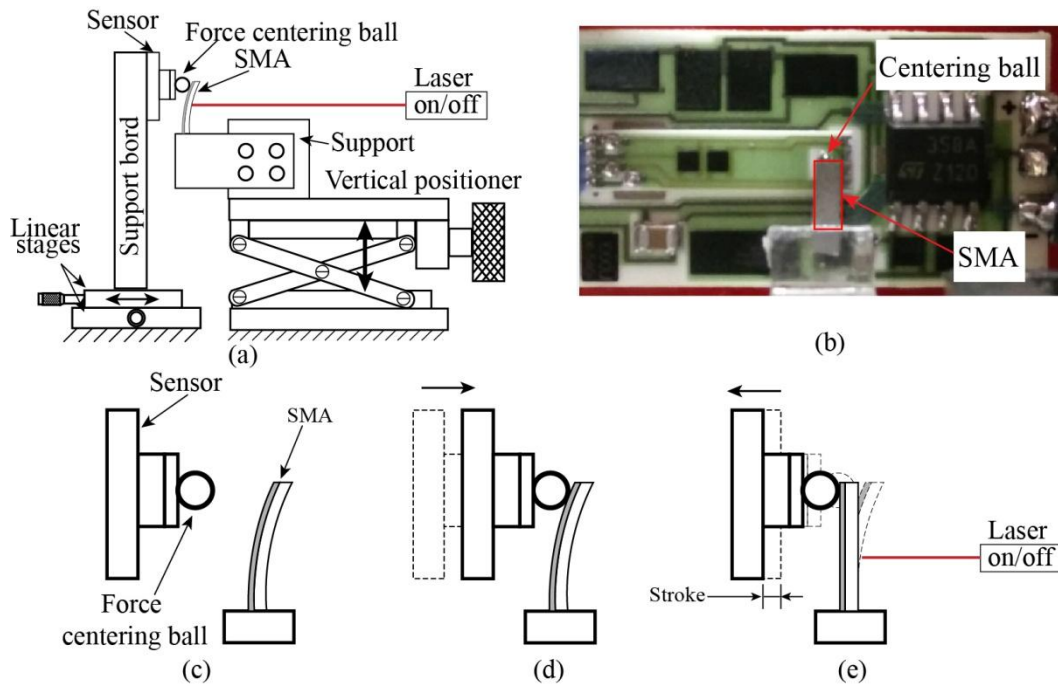 Sensor
Force centering ball
SMA
Laser
on/off
Support
Vertical positioner
Support bord
Linear
stages
(a)
Centering ball
358A
Z120
SMA
(b)
Sensor
SMA
Force
centering ball
(c)
(d)
Laser
on/off
Stroke
(e)